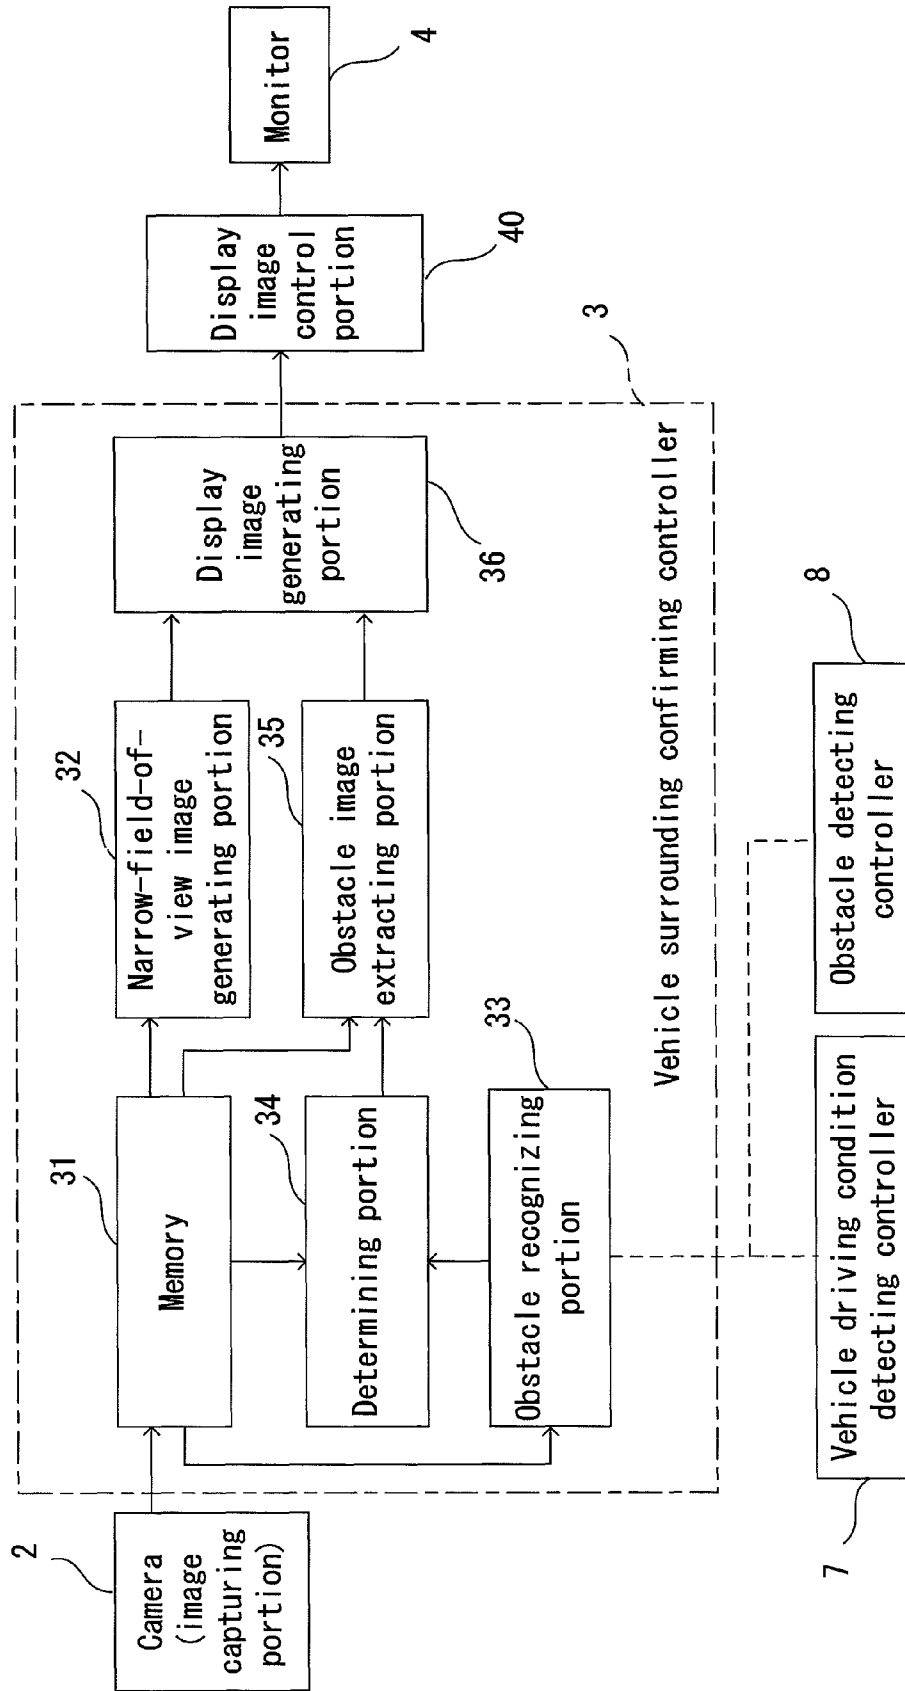 2
Camera
(image
capturing
portion)
31
Memory
32
Narrow-field-of-
view image
generating portion
34
Determining portion
35
Obstacle image
extracting portion
33
Obstacle recognizing
portion
Display
image
generating
portion
36
Vehicle surrounding confirming controller
3
Display
image
control
portion
40
Monitor
4
7
Vehicle driving condition
detecting controller
8
Obstacle detecting
controller